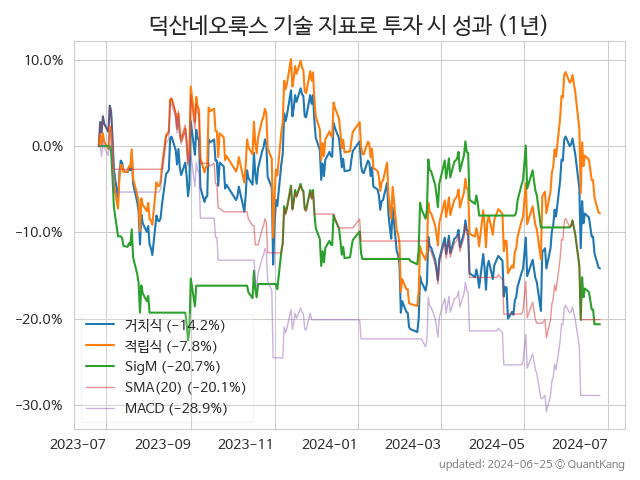 덕산네오룩스 기술 지표로 투자 시 성과 (1년)
10.0%
0.0%
−10.0%
−20.0%
−30.0%
거치식 (−14.2%)
적립식 (−7.8%)
SigM (−20.7%)
SMA(20) (−20.1%)
MACD (−28.9%)
2023−07 2023−09 2023−11 2024−01 2024−03 2024−05 2024−07
updated: 2024−06−25 ⓒ QuantKang